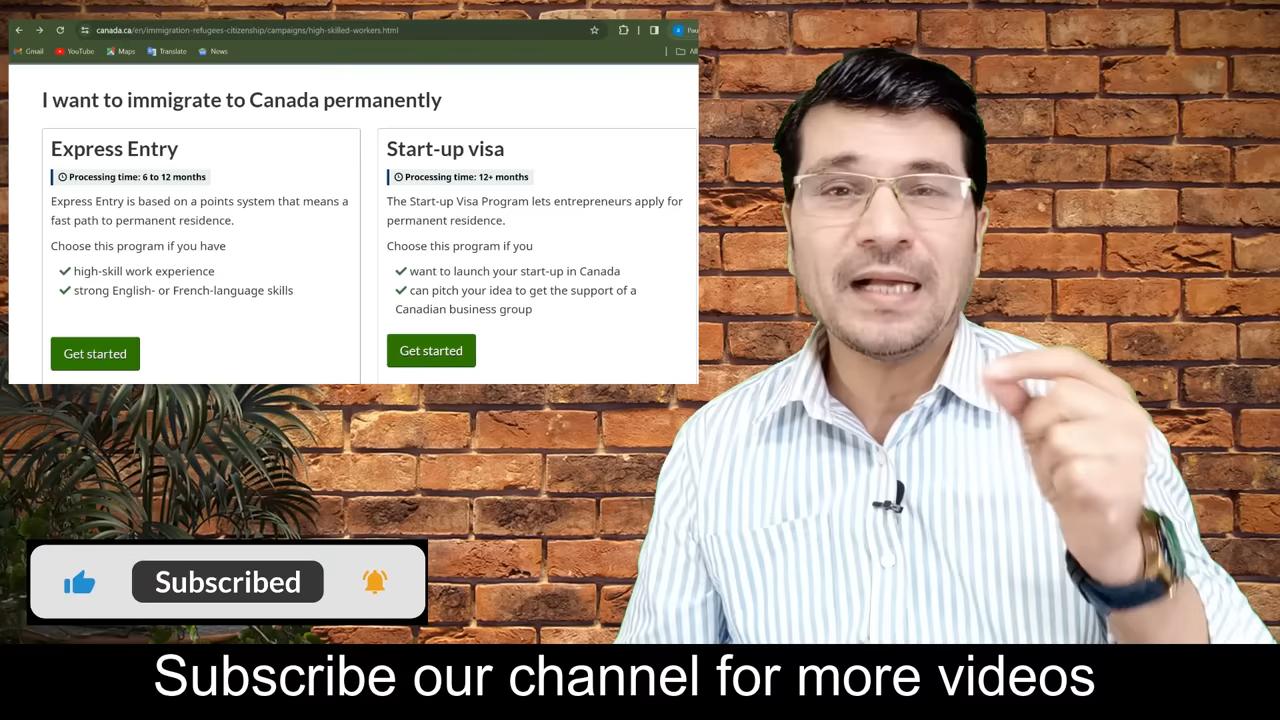 canada.ca/en/immigration-refugees-citizenship/campaigns/high-skilled-workers.html
Gmail YouTube Maps Translate News
I want to immigrate to Canada permanently
Express Entry
Processing time: 6 to 12 months
Express Entry is based on a points system that means a
fast path to permanent residence.
Choose this program if you have
high-skill work experience
strong English- or French-language skills
Get started
Start-up visa
Processing time: 12+ months
The Start-up Visa Program lets entrepreneurs apply for
permanent residence.
Choose this program if you
want to launch your start-up in Canada
can pitch your idea to get the support of a
Canadian business group
Get started
Subscribed
Subscribe our channel for more videos